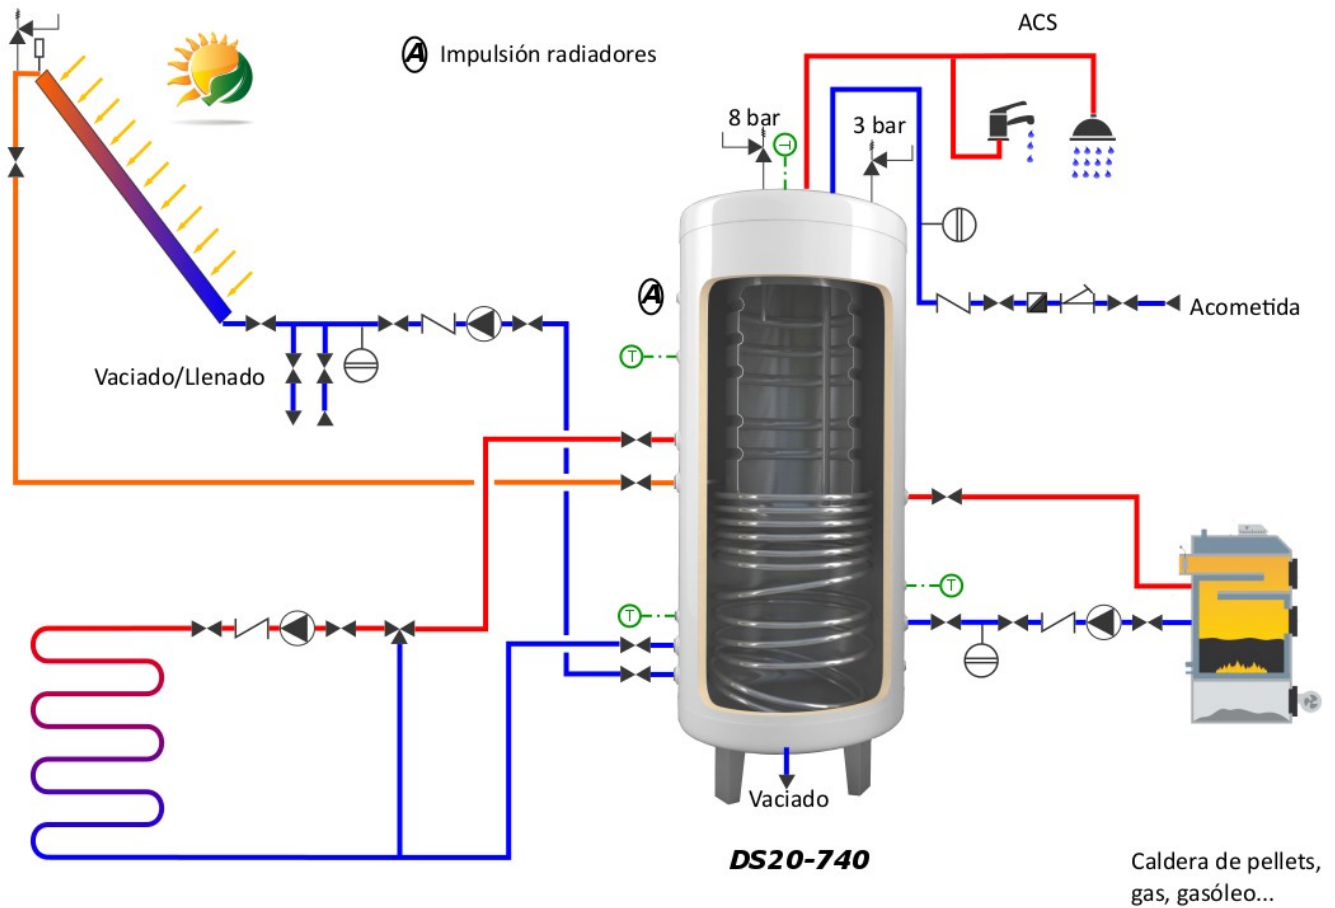 ACS
A Impulsión radiadores
8 bar
T
3 bar
A
Acometida
T
Vaciado/Llenado
T
T
Vaciado
DS20-740
Caldera de pellets,
gas, gasóleo...